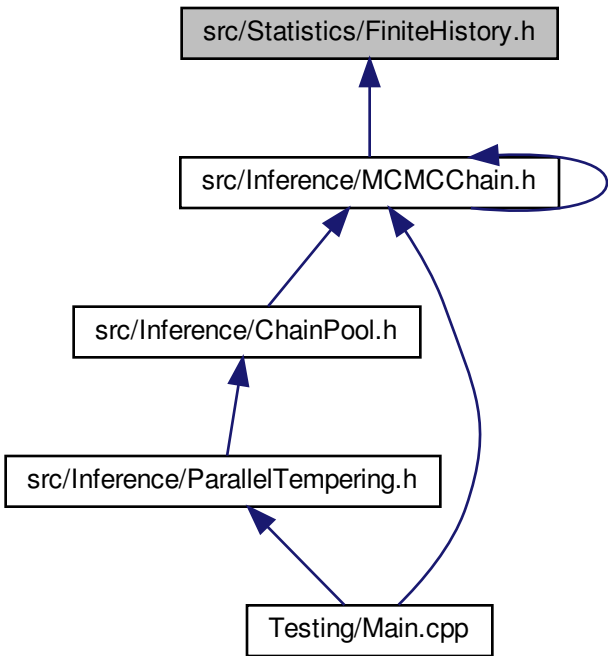 src/Statistics/FiniteHistory.h
src/Inference/MCMCChain.h
src/Inference/ChainPool.h
src/Inference/ParallelTempering.h
Testing/Main.cpp